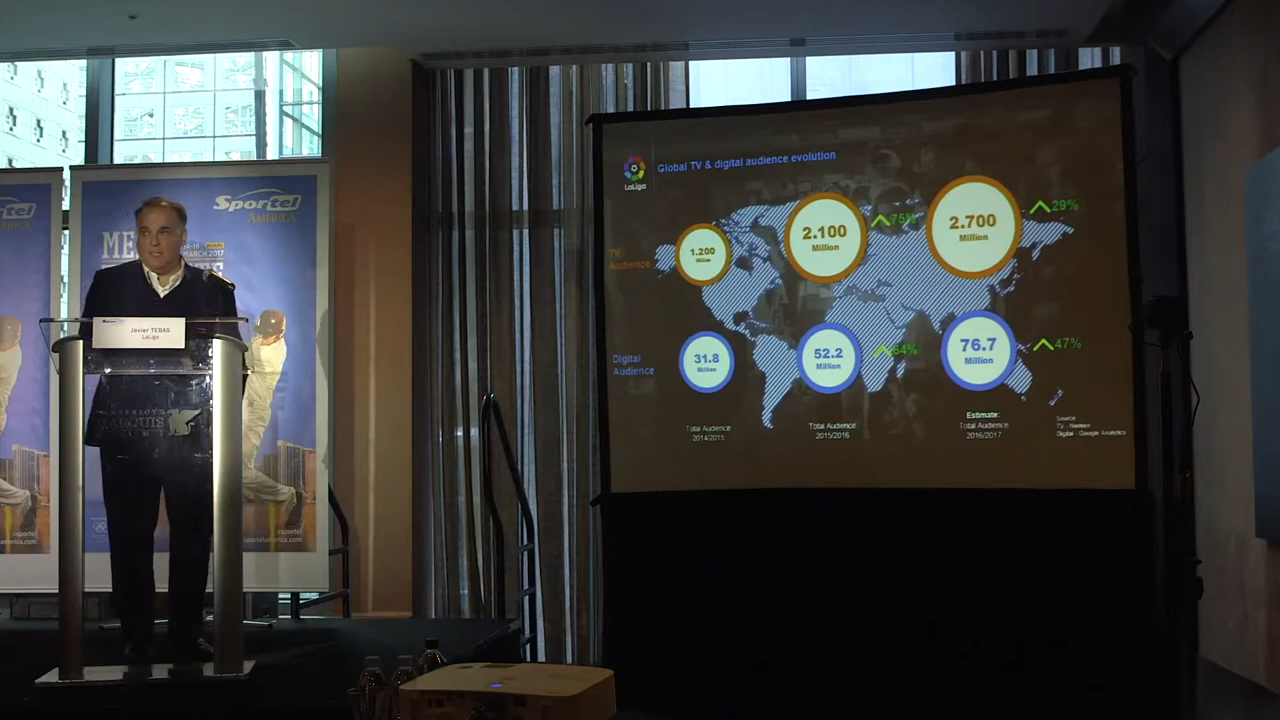 Sportel
AMERICA
14-16
MIAMI
MARCH 2017
Javier TEBAS
LaLiga
MARQUIS
#sportel
sportelamerica.com
LaLiga
Global TV & digital audience evolution
TV
Audience
1.200
Million
2.100
Million
75%
2.700
Million
29%
Digital
Audience
31.8
Million
52.2
Million
64%
76.7
Million
47%
Total Audience
2014/2015
Total Audience
2015/2016
Estimate:
Total Audience
2016/2017
Source
TV : Nielsen
Digital : Google Analytics